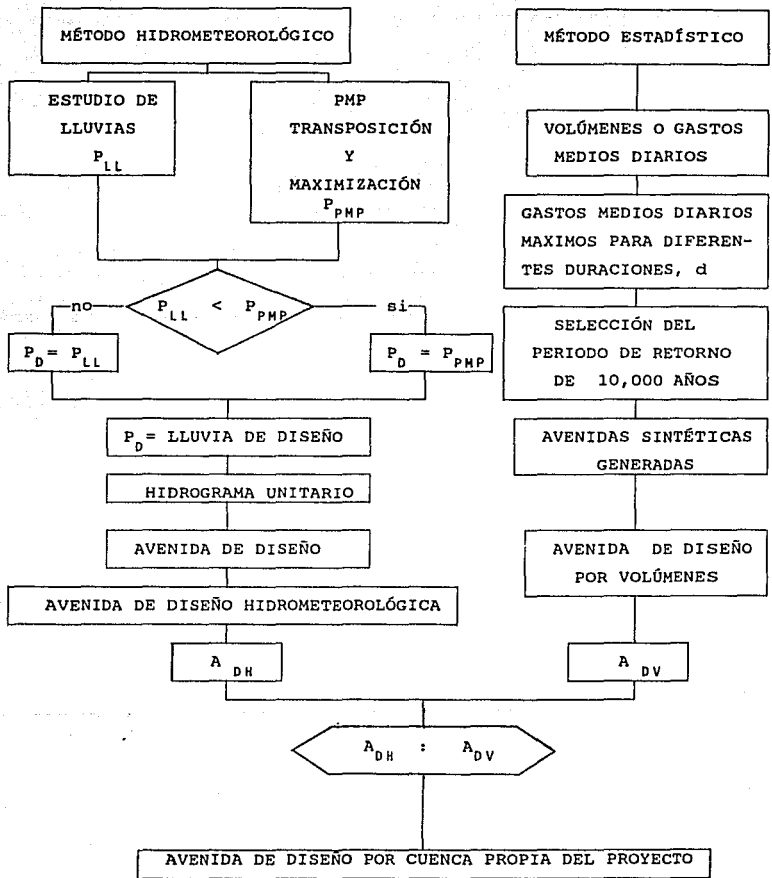 MÉTODO HIDROMETEOROLÓGICO
ESTUDIO DE
LLUVIAS
P LL
PMP
TRANSPOSICIÓN
Y
MAXIMIZACIÓN
P PMP
no
P LL < P PMP
si
P D = P LL
P D = P PMP
P D = LLUVIA DE DISEÑO
HIDROGRAMA UNITARIO
AVENIDA DE DISEÑO
AVENIDA DE DISEÑO HIDROMETEOROLÓGICA
A DH
MÉTODO ESTADÍSTICO
VOLÚMENES O GASTOS
MEDIOS DIARIOS
GASTOS MEDIOS DIARIOS
MAXIMOS PARA DIFEREN-
TES DURACIONES, d
SELECCIÓN DEL
PERIODO DE RETORNO
DE 10,000 AÑOS
AVENIDAS SINTÉTICAS
GENERADAS
AVENIDA DE DISEÑO
POR VOLÚMENES
A DV
A DH : A DV
AVENIDA DE DISEÑO POR CUENCA PROPIA DEL PROYECTO